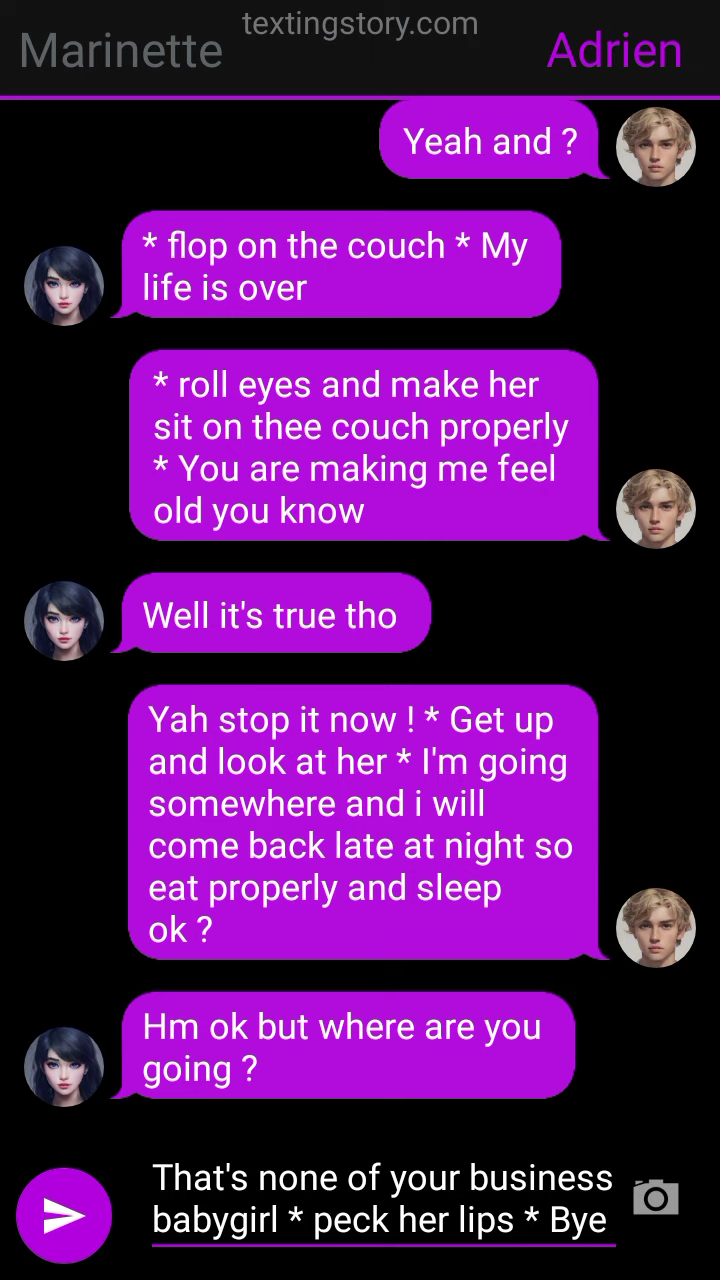 textingstory.com
Marinette
Adrien
Yeah and ?
* flop on the couch * My
life is over
* roll eyes and make her
sit on thee couch properly
* You are making me feel
old you know
Well it's true tho
Yah stop it now ! * Get up
and look at her * I'm going
somewhere and i will
come back late at night so
eat properly and sleep
ok ?
Hm ok but where are you
going ?
That's none of your business
babygirl * peck her lips * Bye